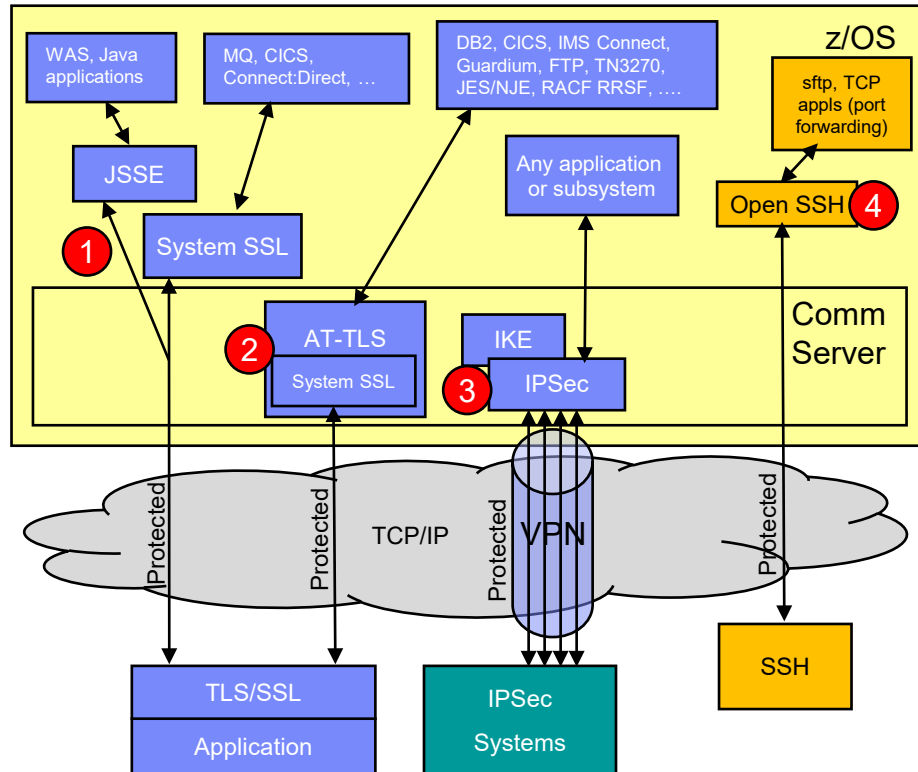 z/OS
WAS, Java
applications
MQ, CICS,
Connect:Direct, …
DB2, CICS, IMS Connect,
Guardium, FTP, TN3270,
JES/NJE, RACF RRSF, ….
sftp, TCP
appls (port
forwarding)
JSSE
Any application
or subsystem
Open SSH
4
1
System SSL
Comm
Server
2
AT-TLS
System SSL
IKE
3
IPSec
Protected
Protected
TCP/IP
Protected
VPN
Protected
TLS/SSL
Application
IPSec
Systems
SSH